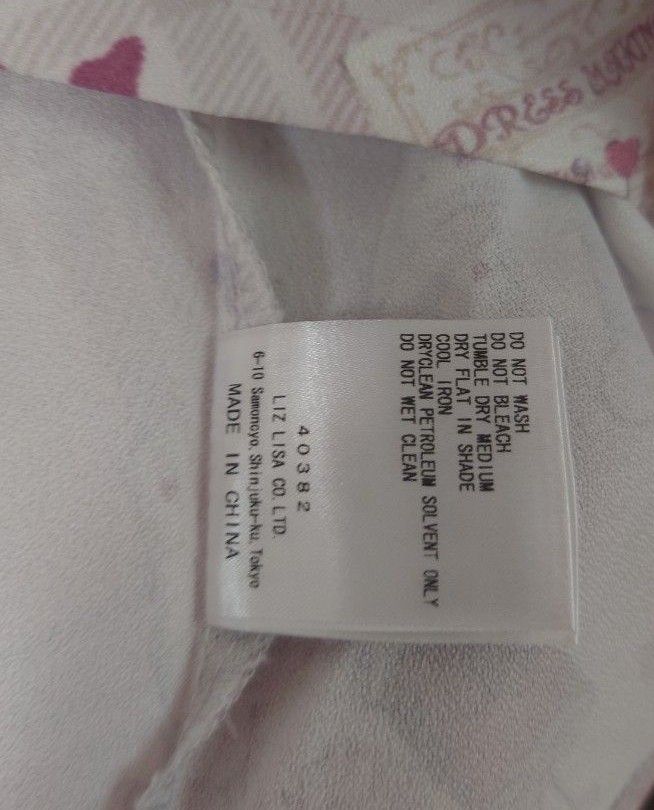 DRESS
DO NOT WASH
DO NOT BLEACH
TUMBLE DRY MEDIUM
DRY FLAT IN SHADE
COOL IRON
DRYCLEAN PETROLEUM SOLVENT ONLY
DO NOT WET CLEAN
40382
LIZ LISA CO.LTD.
6-10 Samoncyo, Shinjuku-ku, Tokyo
MADE IN CHINA